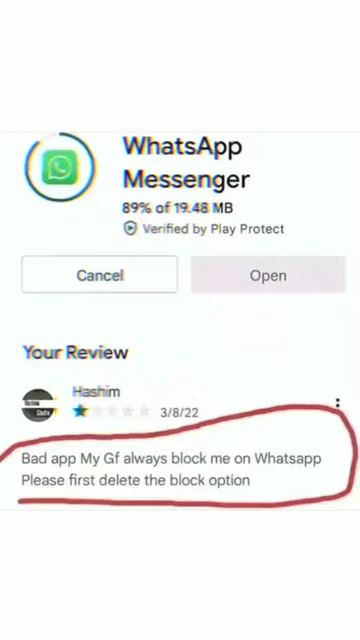 WhatsApp
Messenger
89% of 19.48 MB
Verified by Play Protect
Cancel
Open
Your Review
Hashim
3/8/22
Bad app My Gf always block me on Whatsapp
Please first delete the block option